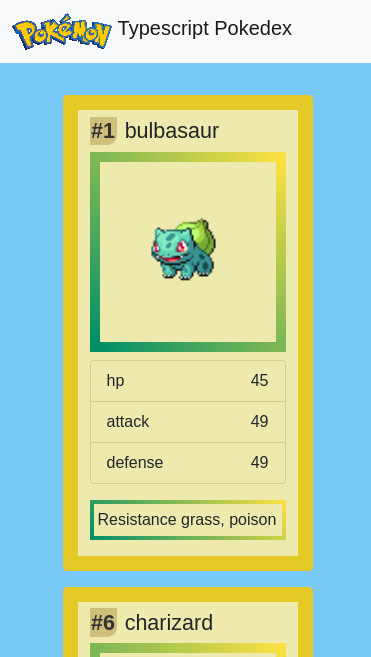 Pokémon Typescript Pokedex
#1 bulbasaur
hp 45
attack 49
defense 49
Resistance grass, poison
#6 charizard